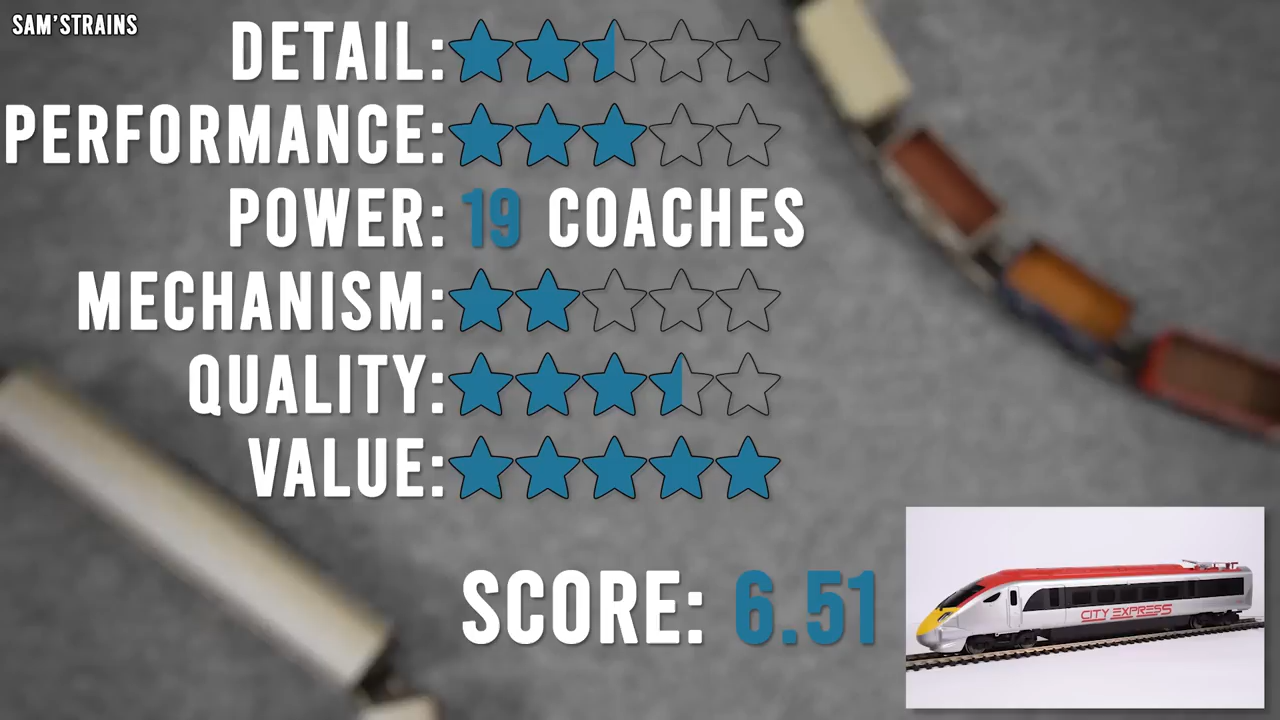 SAM'STRAINS
DETAIL:
PERFORMANCE:
POWER: 19 COACHES
MECHANISM:
QUALITY:
VALUE:
SCORE: 6.51
CITY EXPRESS